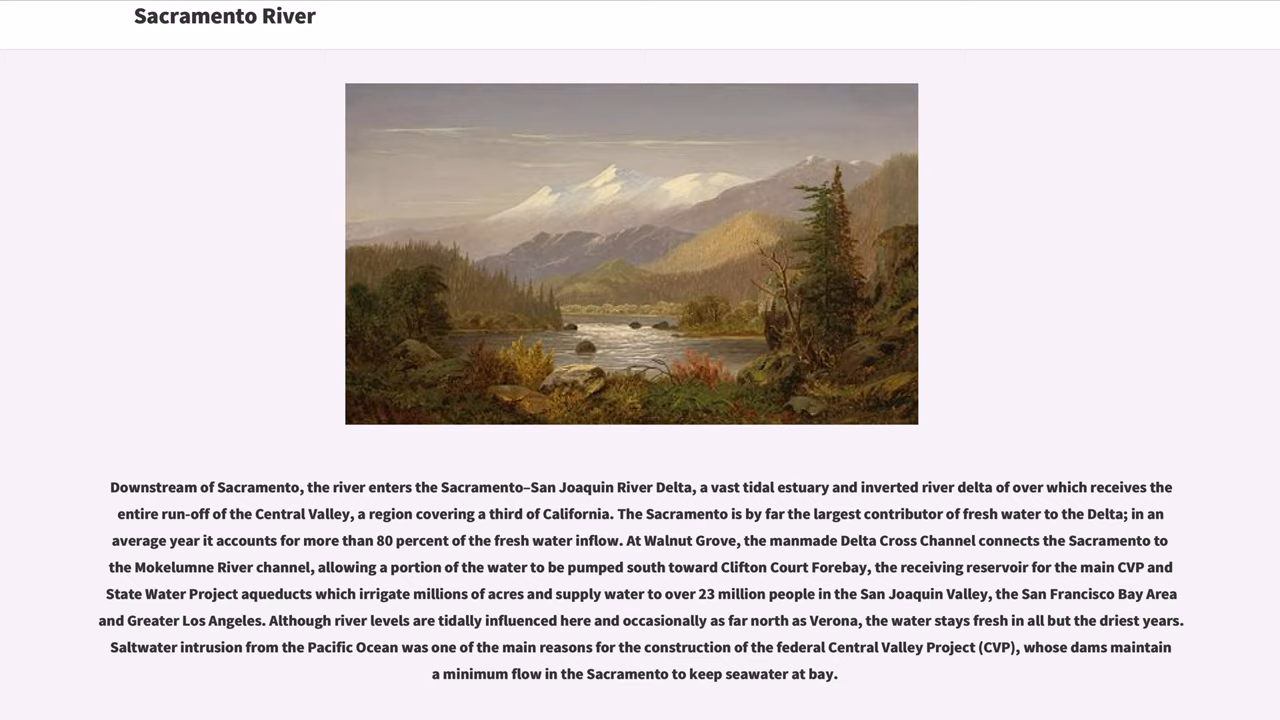 Sacramento River
Downstream of Sacramento, the river enters the Sacramento–San Joaquin River Delta, a vast tidal estuary and inverted river delta of over which receives the
entire run-off of the Central Valley, a region covering a third of California. The Sacramento is by far the largest contributor of fresh water to the Delta; in an
average year it accounts for more than 80 percent of the fresh water inflow. At Walnut Grove, the manmade Delta Cross Channel connects the Sacramento to
the Mokelumne River channel, allowing a portion of the water to be pumped south toward Clifton Court Forebay, the receiving reservoir for the main CVP and
State Water Project aqueducts which irrigate millions of acres and supply water to over 23 million people in the San Joaquin Valley, the San Francisco Bay Area
and Greater Los Angeles. Although river levels are tidally influenced here and occasionally as far north as Verona, the water stays fresh in all but the driest years.
Saltwater intrusion from the Pacific Ocean was one of the main reasons for the construction of the federal Central Valley Project (CVP), whose dams maintain
a minimum flow in the Sacramento to keep seawater at bay.